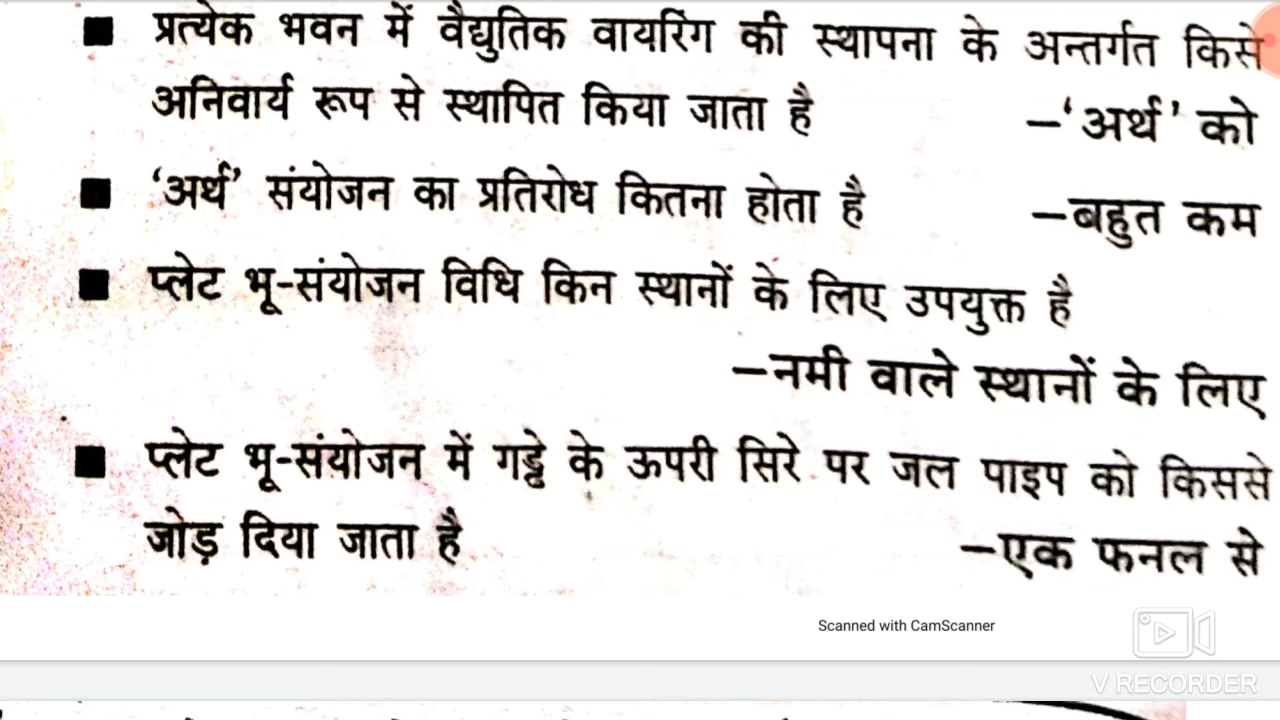 ■ प्रत्येक भवन में वैद्युतिक वायरिंग की स्थापना के अन्तर्गत किसे
अनिवार्य रूप से स्थापित किया जाता है –‘अर्थ’ को
■ ‘अर्थ’ संयोजन का प्रतिरोध कितना होता है –बहुत कम
■ प्लेट भू-संयोजन विधि किन स्थानों के लिए उपयुक्त है
–नमी वाले स्थानों के लिए
■ प्लेट भू-संयोजन में गड्ढे के ऊपरी सिरे पर जल पाइप को किससे
जोड़ दिया जाता है –एक फनल से
Scanned with CamScanner
V RECORDER